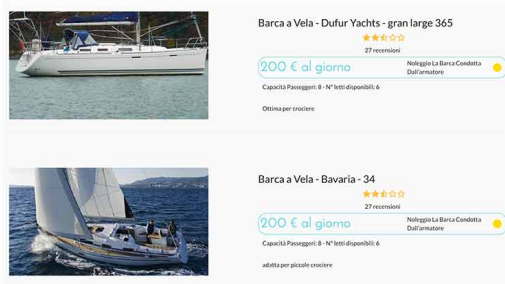 Barca a Vela - Dufur Yachts - gran large 365
27 recensioni
200 € al giorno
Noleggio La Barca Condotta
Dall'armatore
Capacità Passeggeri: 8 - N° letti disponibili: 6
Ottima per crociere
Barca a Vela - Bavaria - 34
27 recensioni
200 € al giorno
Noleggio La Barca Condotta
Dall'armatore
Capacità Passeggeri: 8 - N° letti disponibili: 6
adatta per piccole crociere